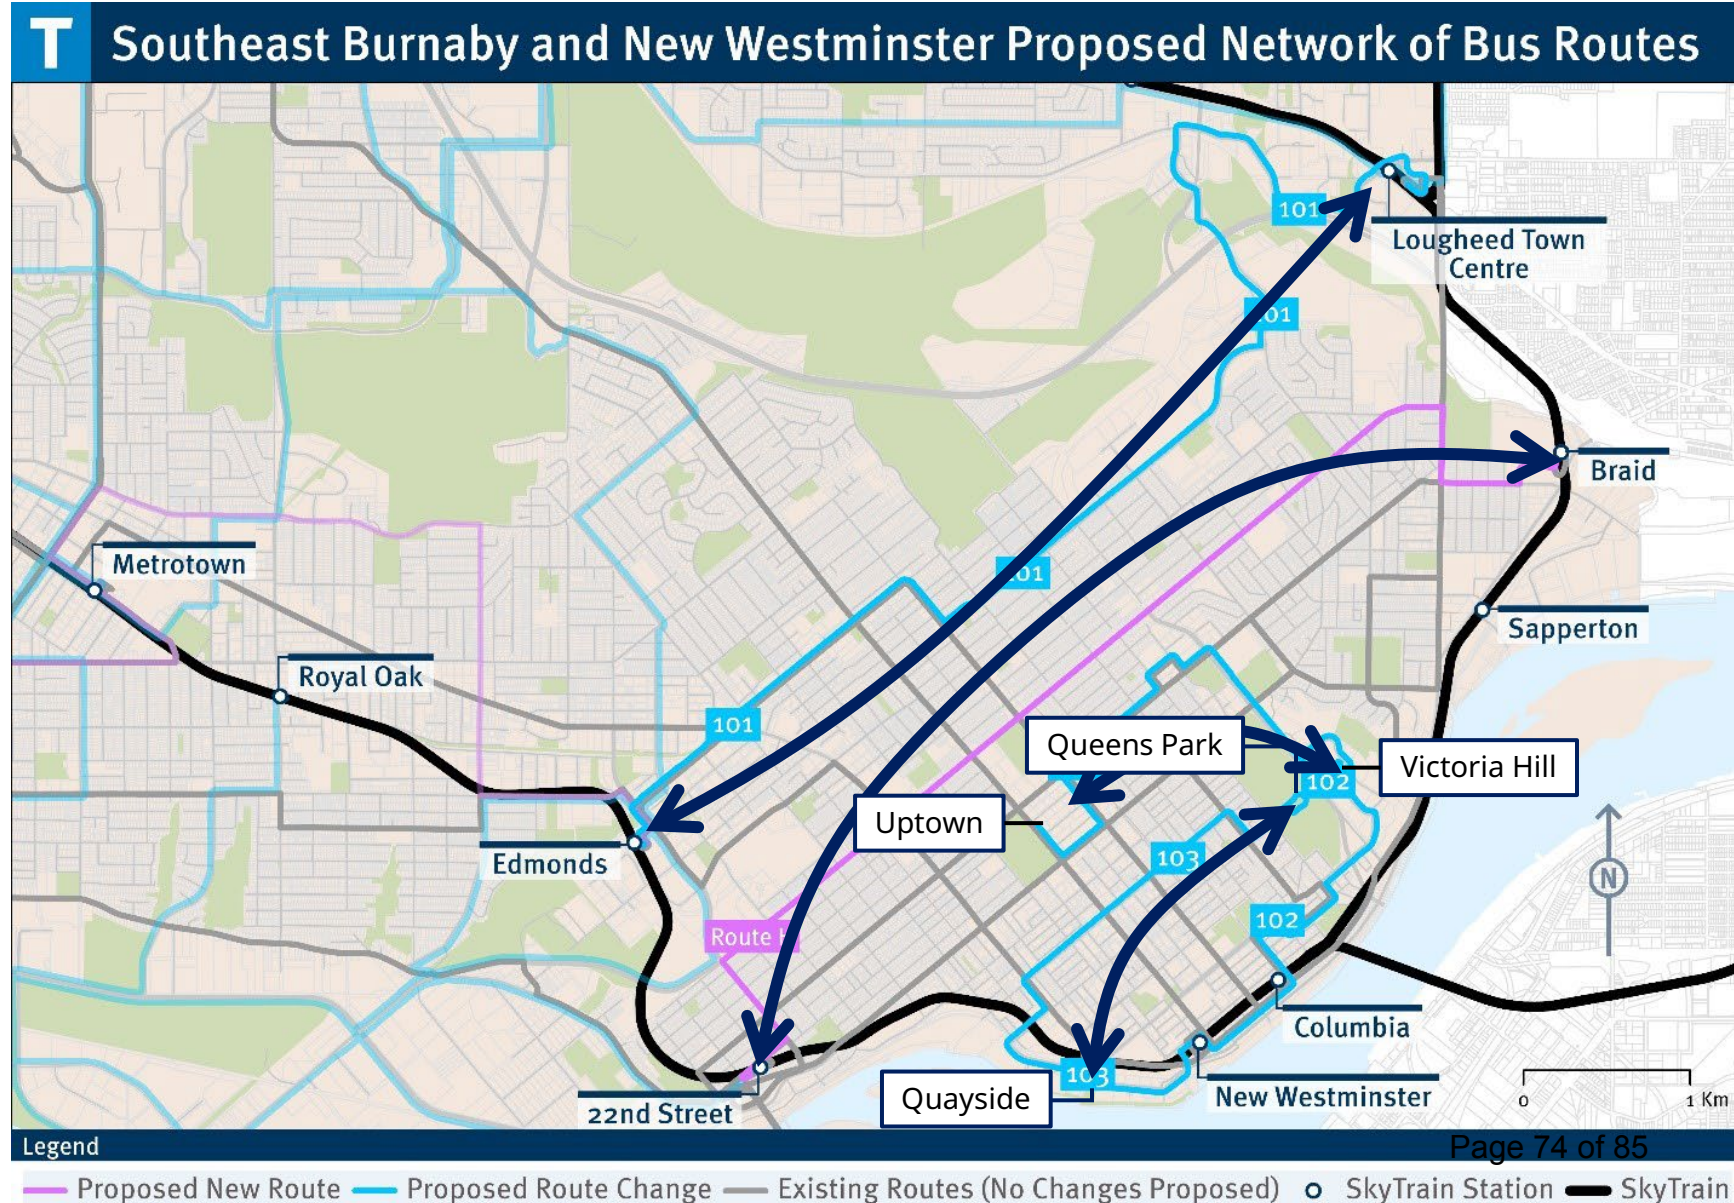 T Southeast Burnaby and New Westminster Proposed Network of Bus Routes
101
Lougheed Town
Centre
101
Braid
Metrotown
101
Sapperton
Royal Oak
101
Queens Park
Victoria Hill
102
Uptown
Edmonds
103
102
N
Route
Columbia
103
New Westminster
Quayside
22nd Street
0 1 Km
Legend
Page 74 of 85
Proposed New Route Proposed Route Change Existing Routes (No Changes Proposed) SkyTrain Station SkyTrain